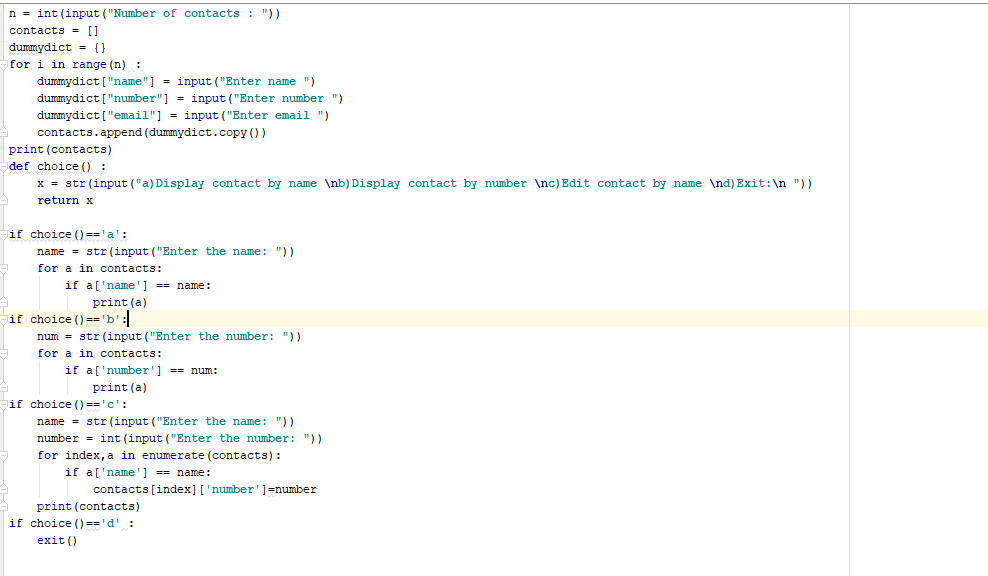 n = int(input("Number of contacts : "))
contacts = []
dummydict = {}
for i in range(n) :
    dummydict["name"] = input("Enter name ")
    dummydict["number"] = input("Enter number ")
    dummydict["email"] = input("Enter email ")
    contacts.append(dummydict.copy())
print(contacts)
def choice() :
    x = str(input("a)Display contact by name \nb)Display contact by number \nc)Edit contact by name \nd)Exit:\n "))
    return x

if choice()=='a':
    name = str(input("Enter the name: "))
    for a in contacts:
        if a['name'] == name:
            print(a)
if choice()=='b':
    num = str(input("Enter the number: "))
    for a in contacts:
        if a['number'] == num:
            print(a)
if choice()=='c':
    name = str(input("Enter the name: "))
    number = int(input("Enter the number: "))
    for index,a in enumerate(contacts):
        if a['name'] == name:
            contacts[index]['number']=number
    print(contacts)
if choice()=='d' :
    exit()